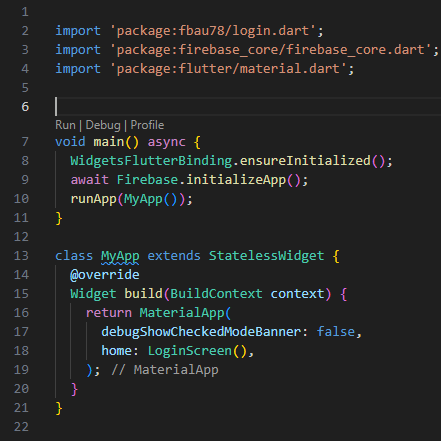 1
2 import 'package:fbau78/login.dart';
3 import 'package:firebase_core/firebase_core.dart';
4 import 'package:flutter/material.dart';
5
6
Run | Debug | Profile
7 void main() async {
8   WidgetsFlutterBinding.ensureInitialized();
9   await Firebase.initializeApp();
10   runApp(MyApp());
11 }
12
13 class MyApp extends StatelessWidget {
14   @override
15   Widget build(BuildContext context) {
16     return MaterialApp(
17       debugShowCheckedModeBanner: false,
18       home: LoginScreen(),
19     ); // MaterialApp
20   }
21 }
22